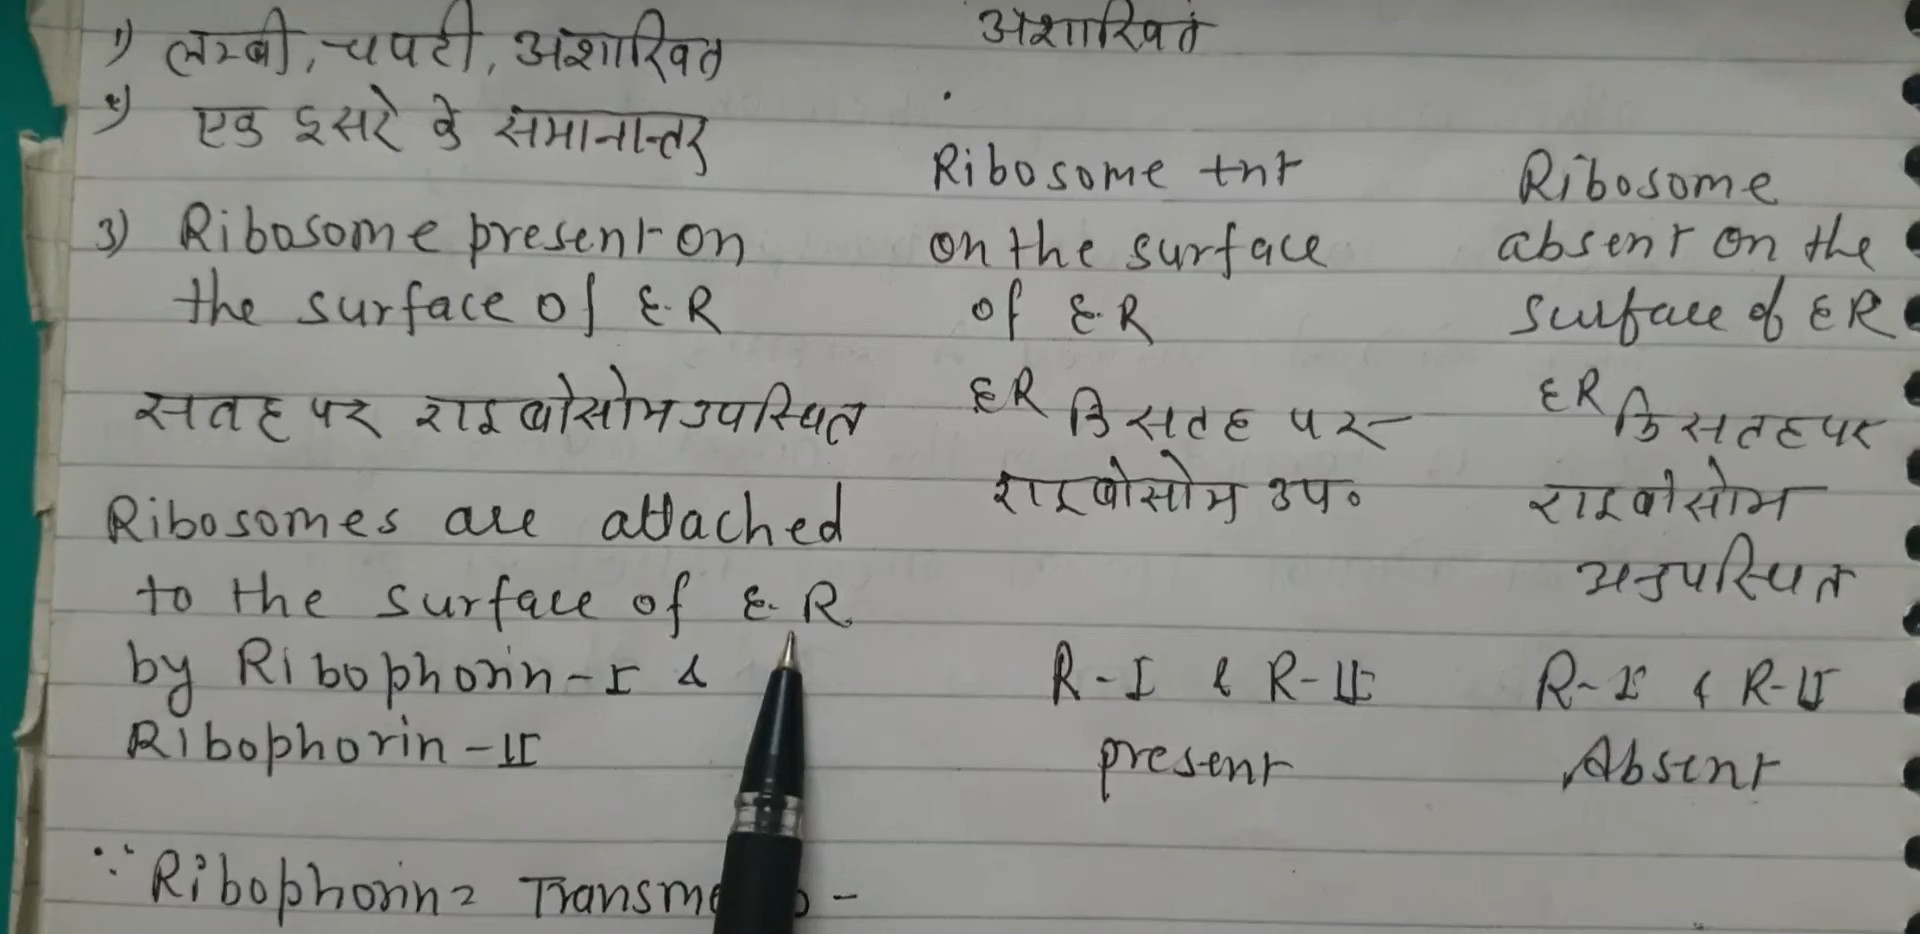 1) लम्बी, चपटी, अशाखित
2) एक दूसरे के समानान्तर
3) Ribosome present on
the surface of E.R
सतह पर राइबोसोम उपस्थित
Ribosomes are attached
to the surface of E.R
by Ribophorin-I &
Ribophorin-II
∵ Ribophorin =
अशाखित
Ribosome tnt
on the surface
of E.R
ER कि सतह पर
राइबोसोम उप०
R-I & R-II
present
Ribosome
absent on the
surface of ER
ER कि सतह पर
राइबोसोम
अनुपस्थित
R-I & R-II
Absent